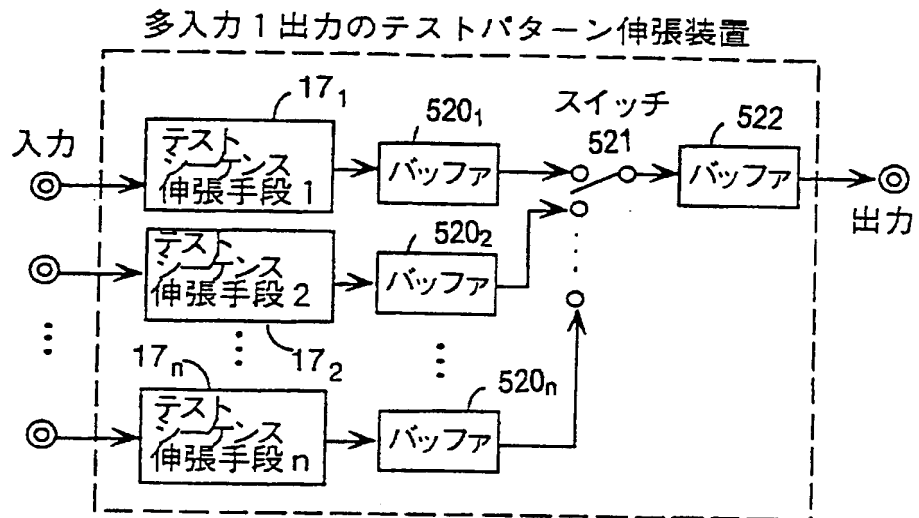 多入力1出力のテストパターン伸張装置
入力
17₁
テスト
シーケンス
伸張手段1
520₁
バッファ
スイッチ
521
522
バッファ
出力
テスト
シーケンス
伸張手段2
17₂
520₂
バッファ
17ₙ
テスト
シーケンス
伸張手段n
520ₙ
バッファ